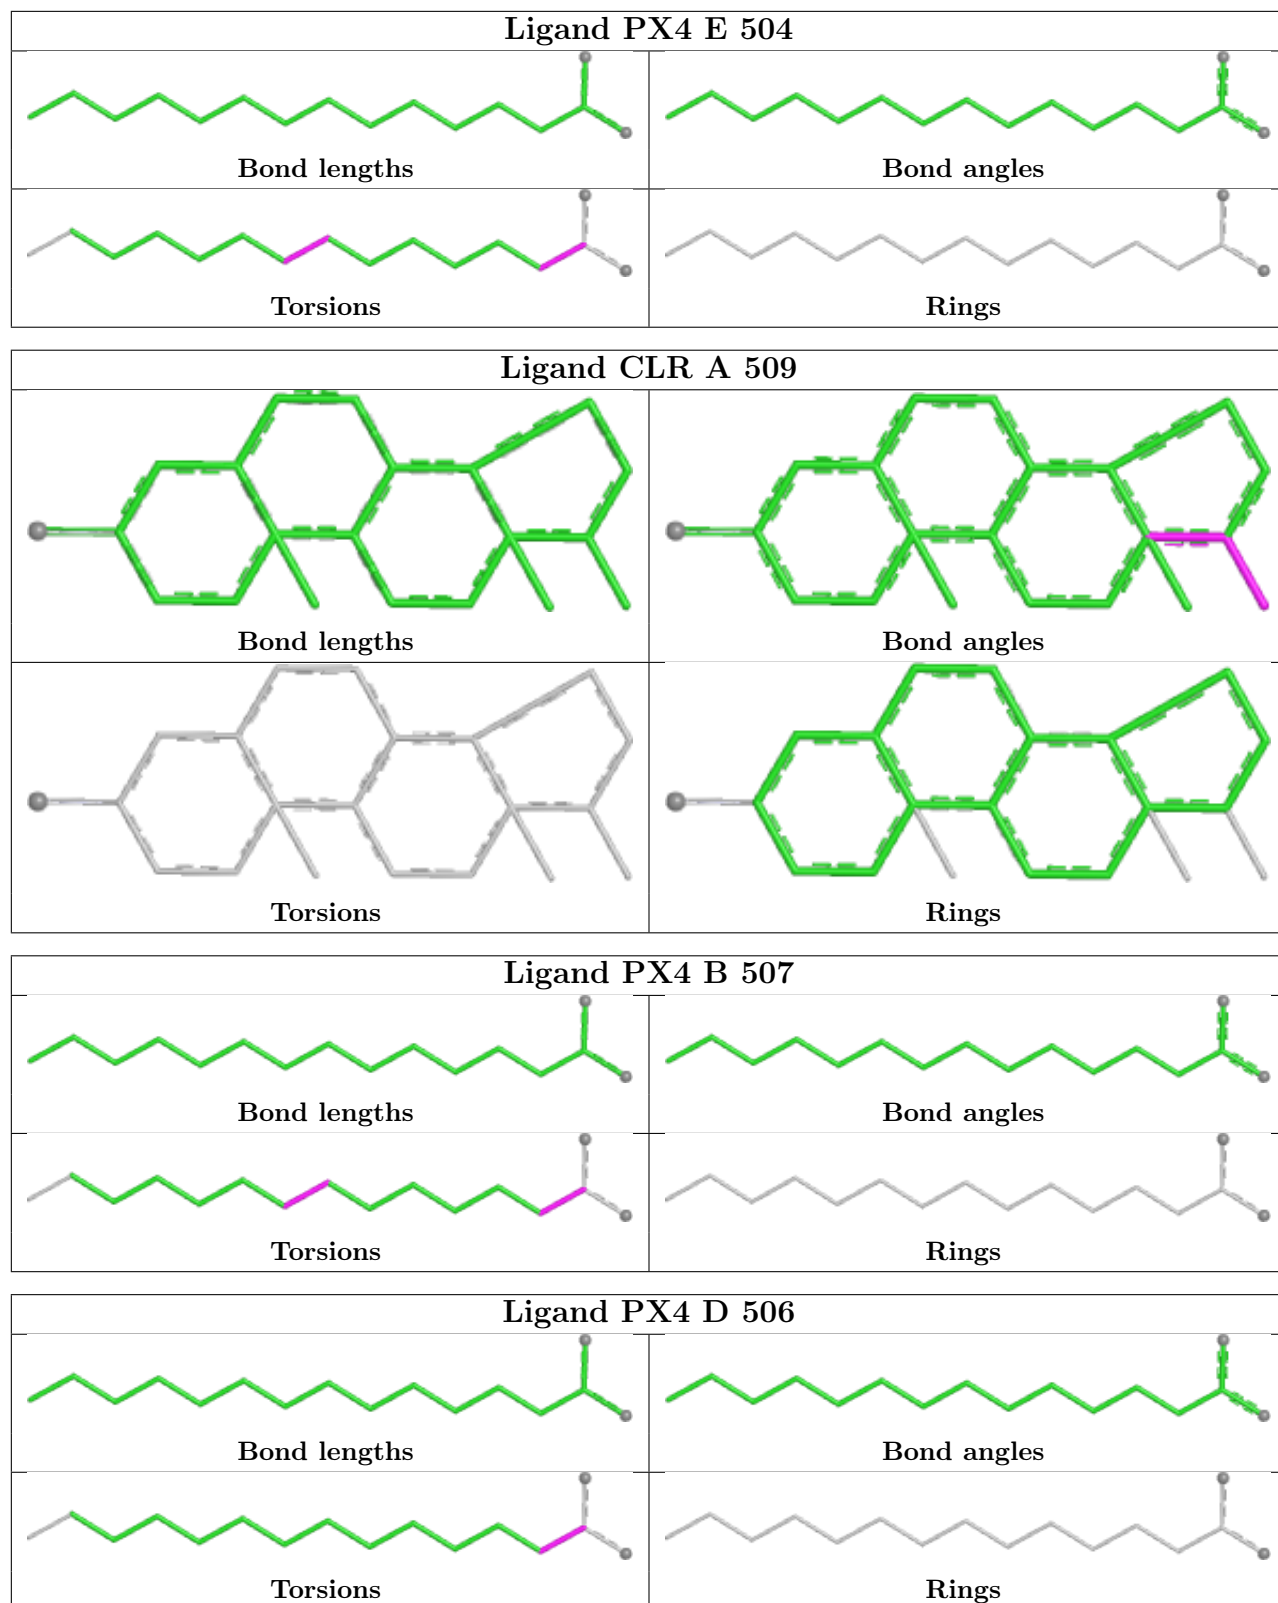 Ligand PX4 E 504
Bond lengths
Bond angles
Torsions
Rings
Ligand CLR A 509
Bond lengths
Bond angles
Torsions
Rings
Ligand PX4 B 507
Bond lengths
Bond angles
Torsions
Rings
Ligand PX4 D 506
Bond lengths
Bond angles
Torsions
Rings